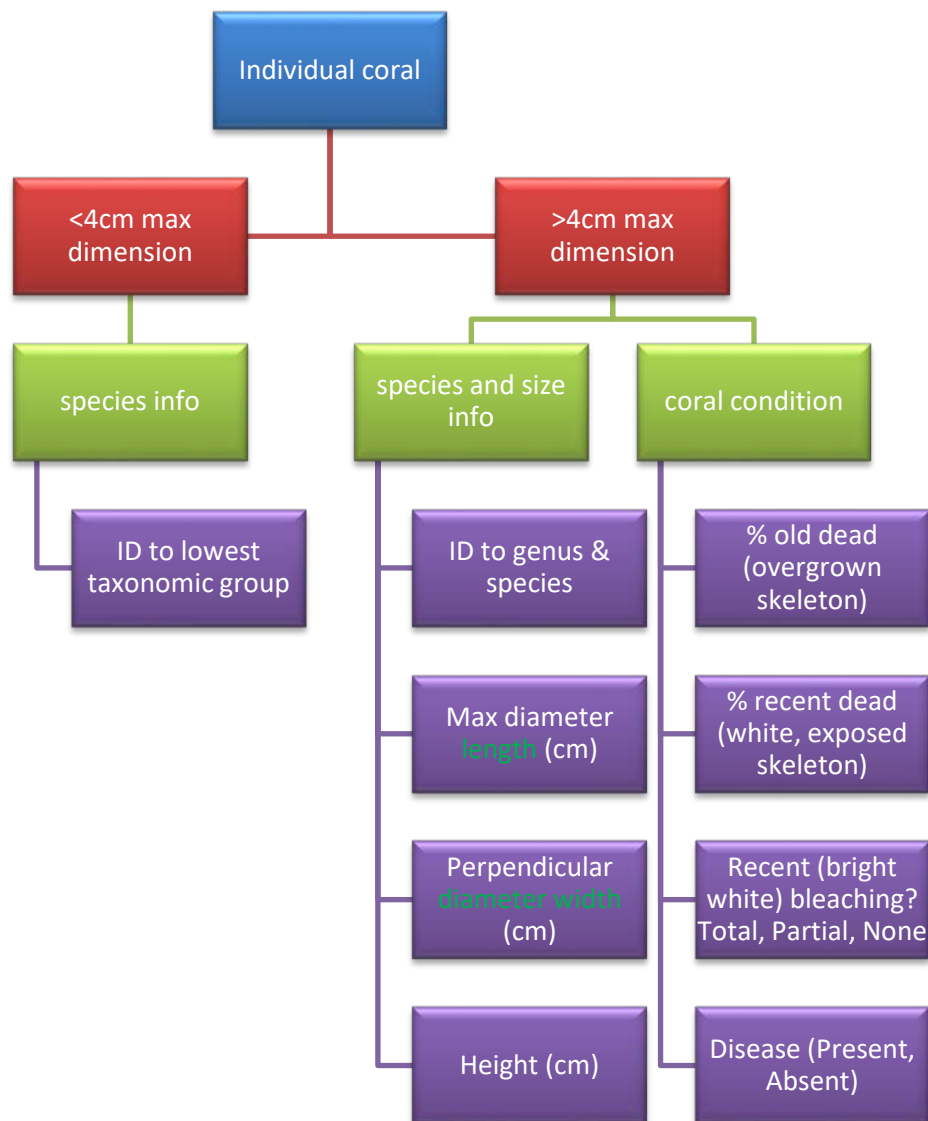 Individual coral
<4cm max
dimension
>4cm max
dimension
species info
species and size
info
coral condition
ID to lowest
taxonomic group
ID to genus &
species
Max diameter
length (cm)
Perpendicular
diameter width
(cm)
Height (cm)
% old dead
(overgrown
skeleton)
% recent dead
(white, exposed
skeleton)
Recent (bright
white) bleaching?
Total, Partial, None
Disease (Present,
Absent)